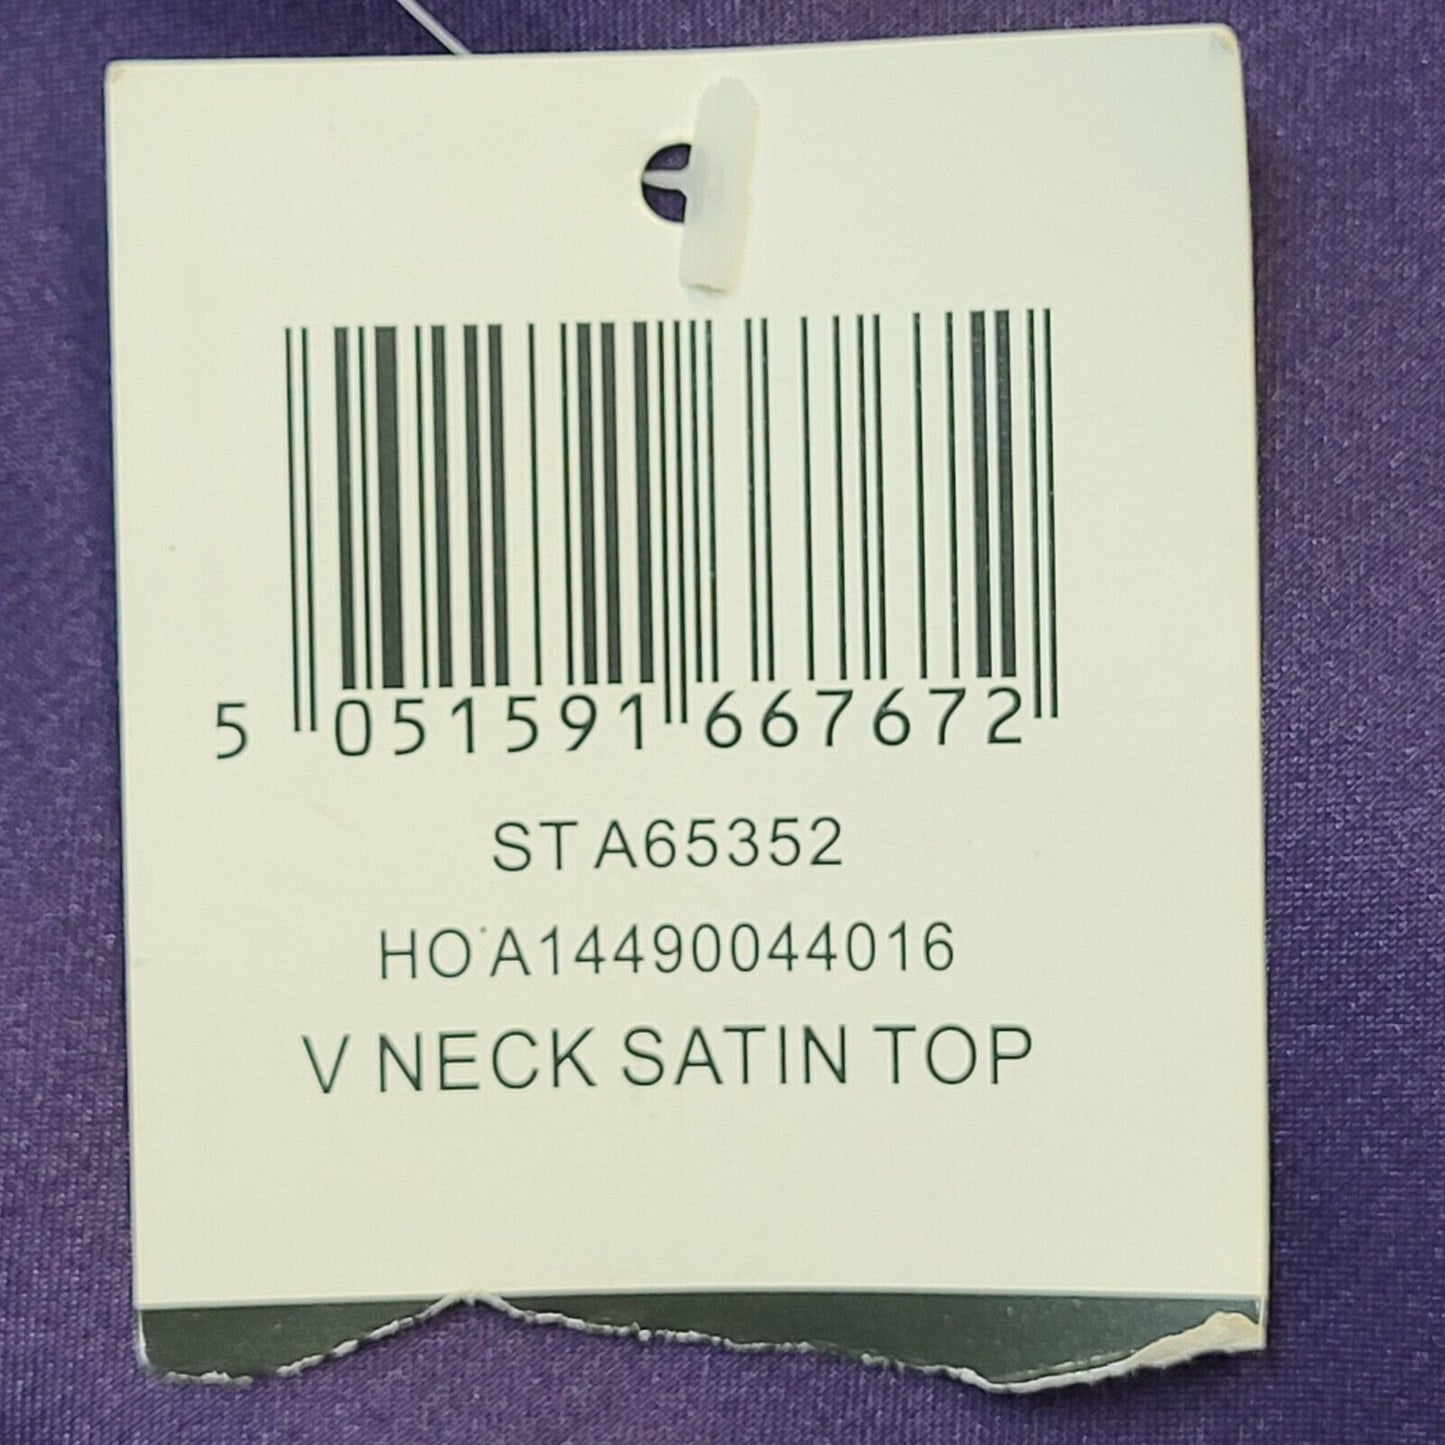 5 051591 667672
ST A65352
HO A14490044016
V NECK SATIN TOP